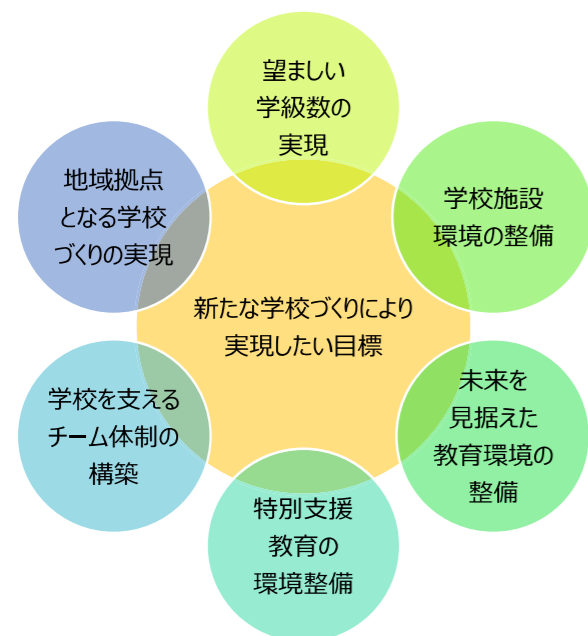 望ましい
学級数の
実現
学校施設
環境の整備
未来を
見据えた
教育環境の
整備
特別支援
教育の
環境整備
学校を支える
チーム体制の
構築
地域拠点
となる学校
づくりの実現
新たな学校づくりにより
実現したい目標